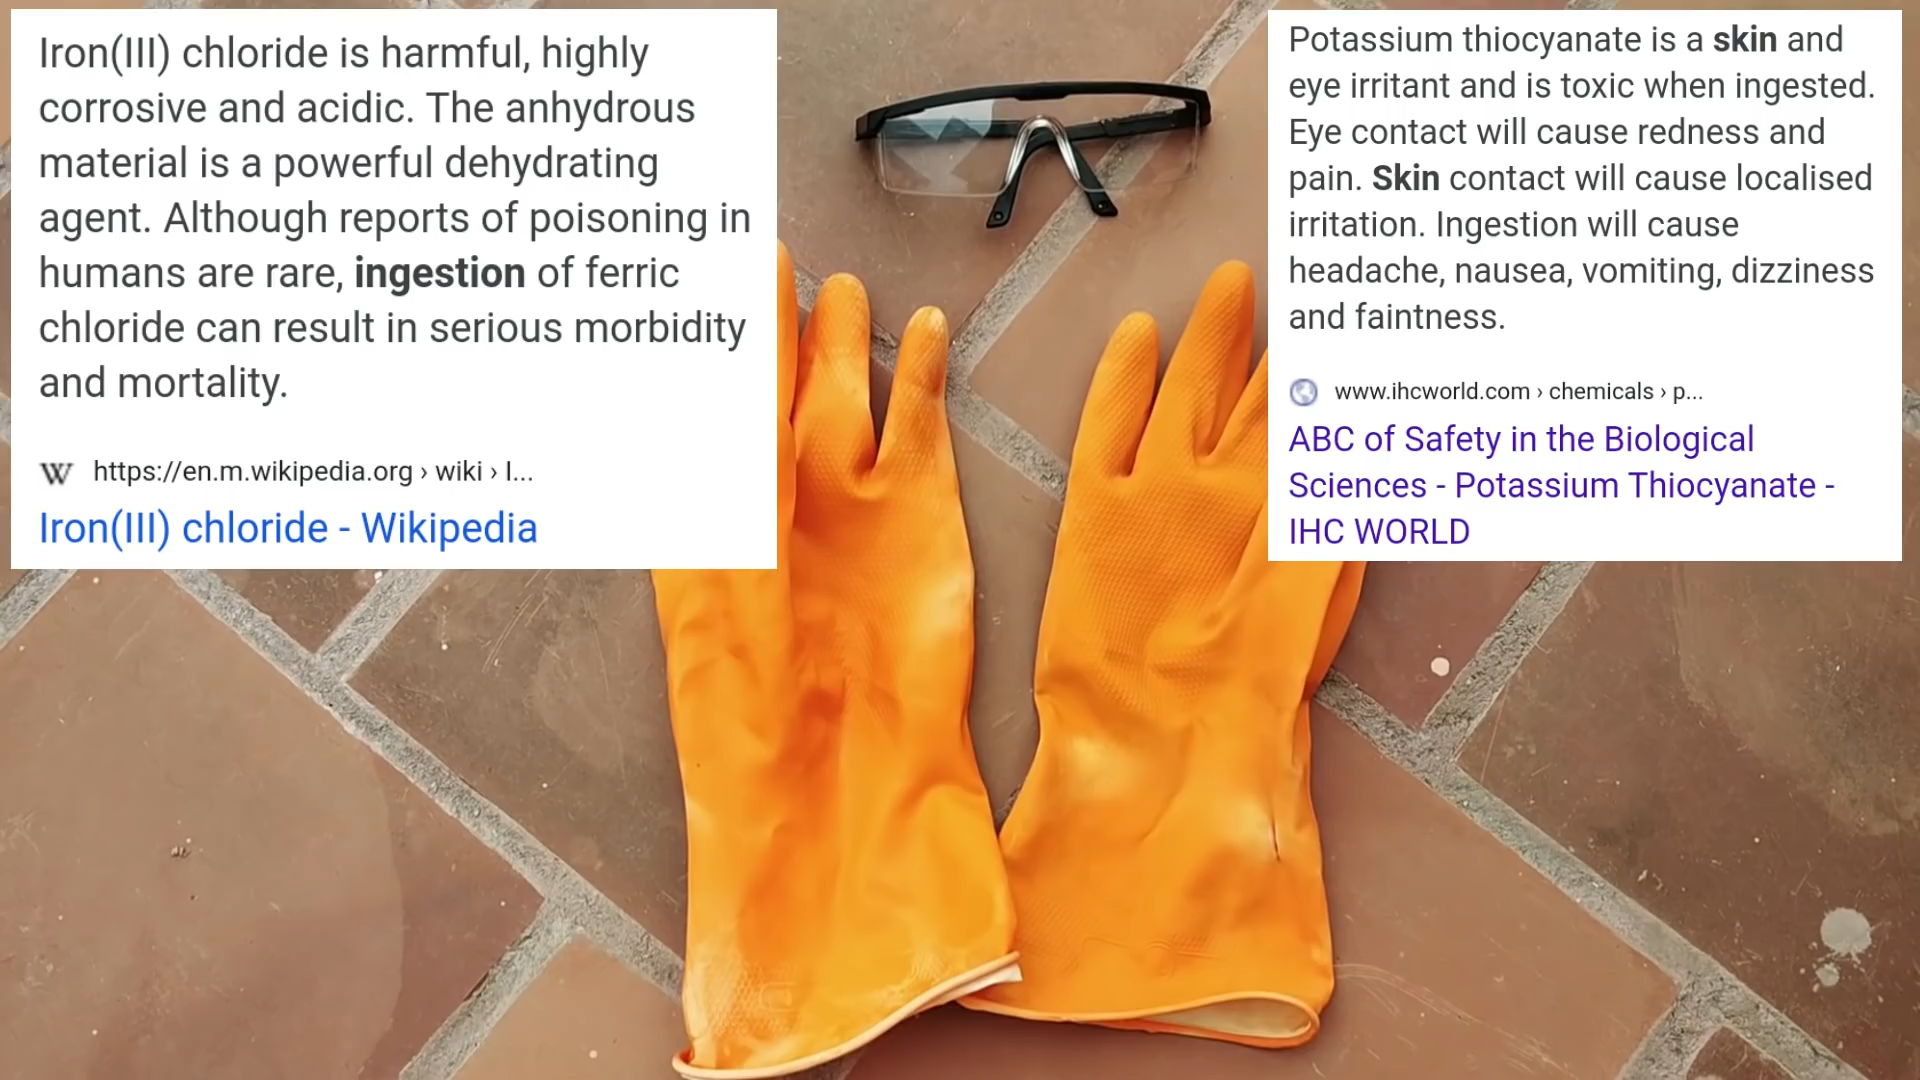 Iron(III) chloride is harmful, highly
corrosive and acidic. The anhydrous
material is a powerful dehydrating
agent. Although reports of poisoning in
humans are rare, ingestion of ferric
chloride can result in serious morbidity
and mortality.
https://en.m.wikipedia.org › wiki › I...
Iron(III) chloride - Wikipedia
Potassium thiocyanate is a skin and
eye irritant and is toxic when ingested.
Eye contact will cause redness and
pain. Skin contact will cause localised
irritation. Ingestion will cause
headache, nausea, vomiting, dizziness
and faintness.
www.ihcworld.com › chemicals › p...
ABC of Safety in the Biological
Sciences - Potassium Thiocyanate -
IHC WORLD